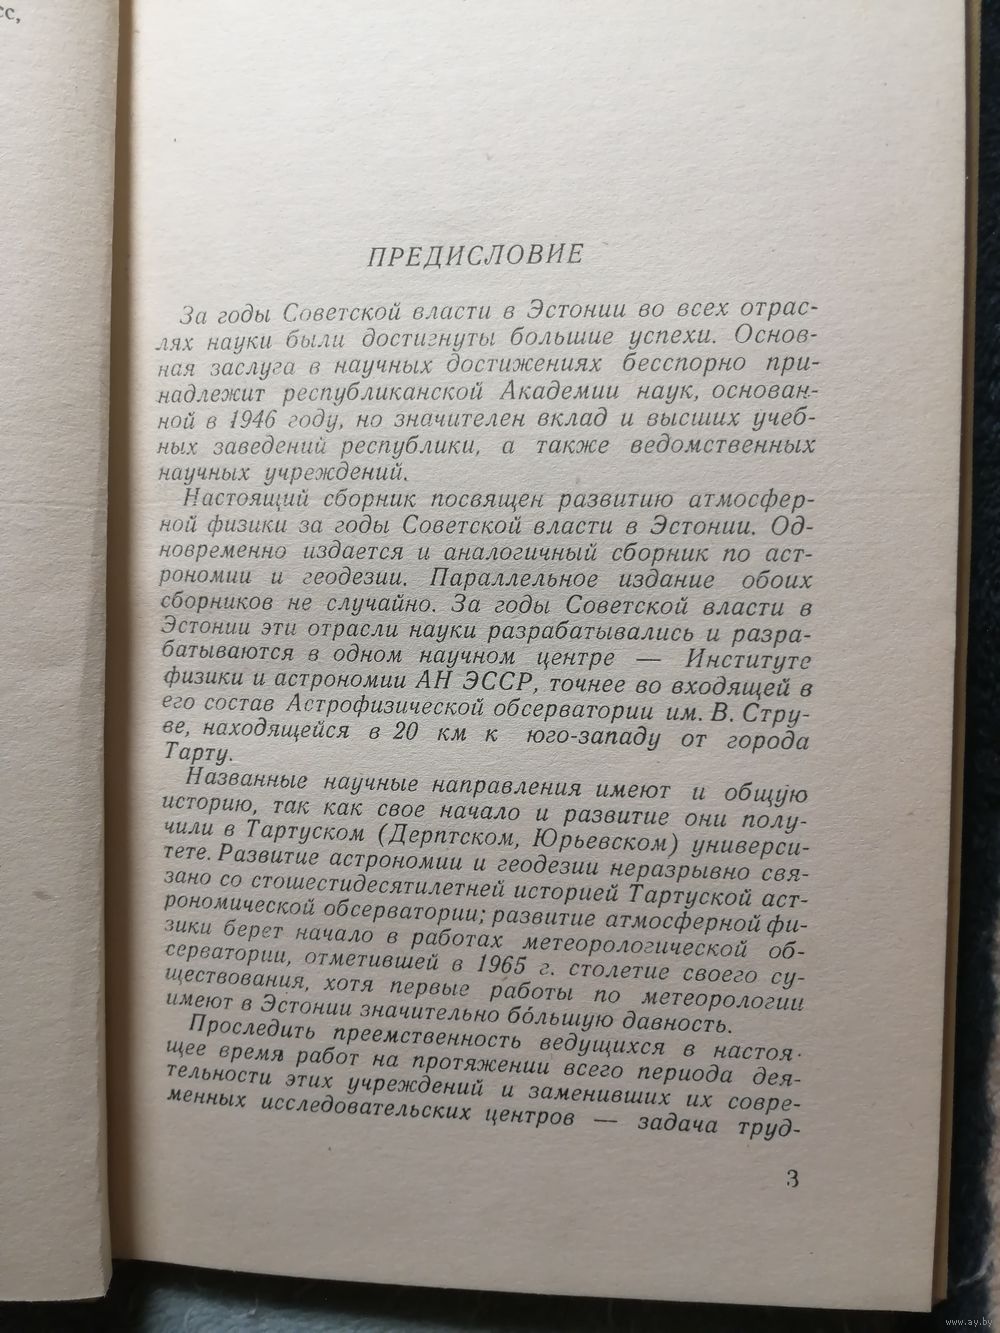 сс,
ПРЕДИСЛОВИЕ
За годы Советской власти в Эстонии во всех отрас-
лях науки были достигнуты большие успехи. Основ-
ная заслуга в научных достижениях бесспорно при-
надлежит республиканской Академии наук, основан-
ной в 1946 году, но значителен вклад и высших учеб-
ных заведений республики, а также ведомственных
научных учреждений.
Настоящий сборник посвящен развитию атмосфер-
ной физики за годы Советской власти в Эстонии. Од-
новременно издается и аналогичный сборник по аст-
рономии и геодезии. Параллельное издание обоих
сборников не случайно. За годы Советской власти в
Эстонии эти отрасли науки разрабатывались и разра-
батываются в одном научном центре — Институте
физики и астрономии АН ЭССР, точнее во входящей в
его состав Астрофизической обсерватории им. В. Стру-
ве, находящейся в 20 км к юго-западу от города
Тарту.
Названные научные направления имеют и общую
историю, так как свое начало и развитие они полу-
чили в Тартуском (Дерптском, Юрьевском) универси-
тете. Развитие астрономии и геодезии неразрывно свя-
зано со стошестидесятилетней историей Тартуской аст-
рономической обсерватории; развитие атмосферной фи-
зики берет начало в работах метеорологической об-
серватории, отметившей в 1965 г. столетие своего су-
ществования, хотя первые работы по метеорологии
имеют в Эстонии значительно бо́льшую давность.
Проследить преемственность ведущихся в настоя-
щее время работ на протяжении всего периода дея-
тельности этих учреждений и заменивших их совре-
менных исследовательских центров — задача труд-
3
www.ay.by